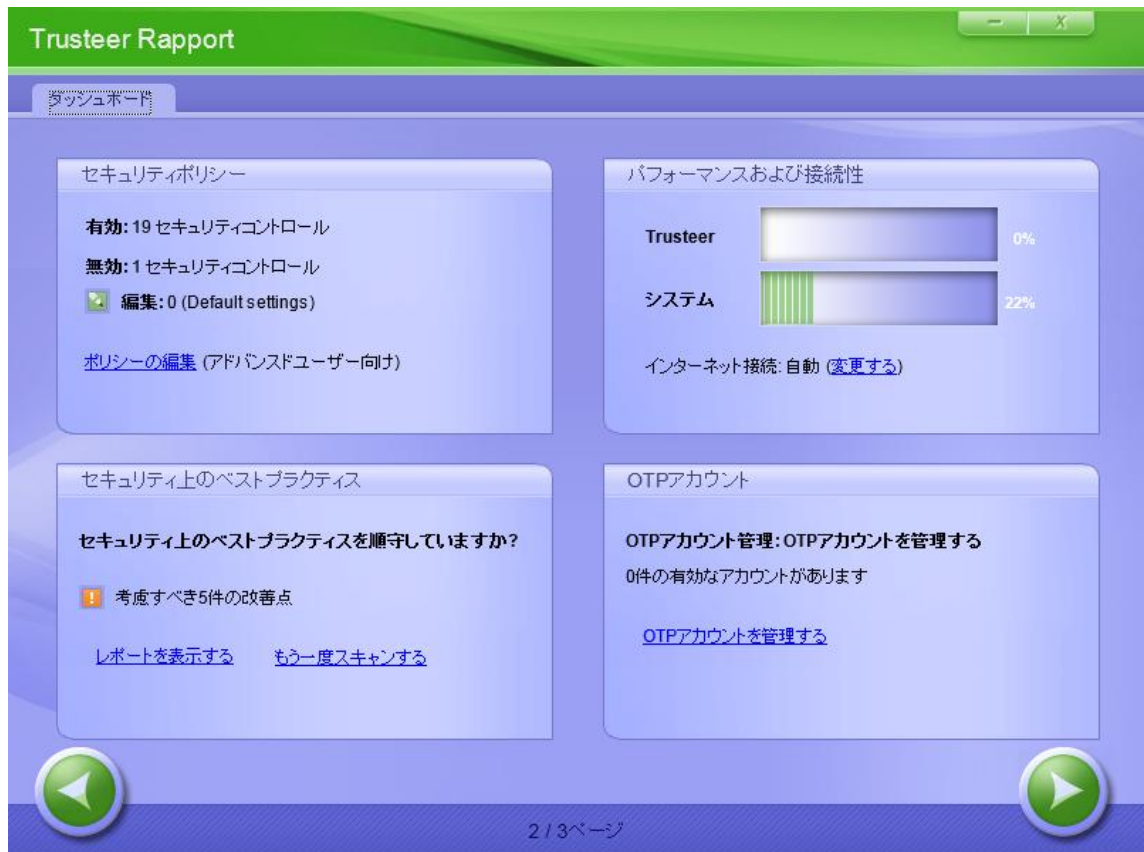 Trusteer Rapport
ダッシュボード
セキュリティポリシー
有効: 19 セキュリティコントロール
無効: 1 セキュリティコントロール
編集: 0 (Default settings)
ポリシーの編集 (アドバンスドユーザー向け)
パフォーマンスおよび接続性
Trusteer 0%
システム 22%
インターネット接続: 自動 (変更する)
セキュリティ上のベストプラクティス
セキュリティ上のベストプラクティスを順守していますか?
考慮すべき5件の改善点
レポートを表示する もう一度スキャンする
OTPアカウント
OTPアカウント管理: OTPアカウントを管理する
0件の有効なアカウントがあります
OTPアカウントを管理する
2 / 3ページ